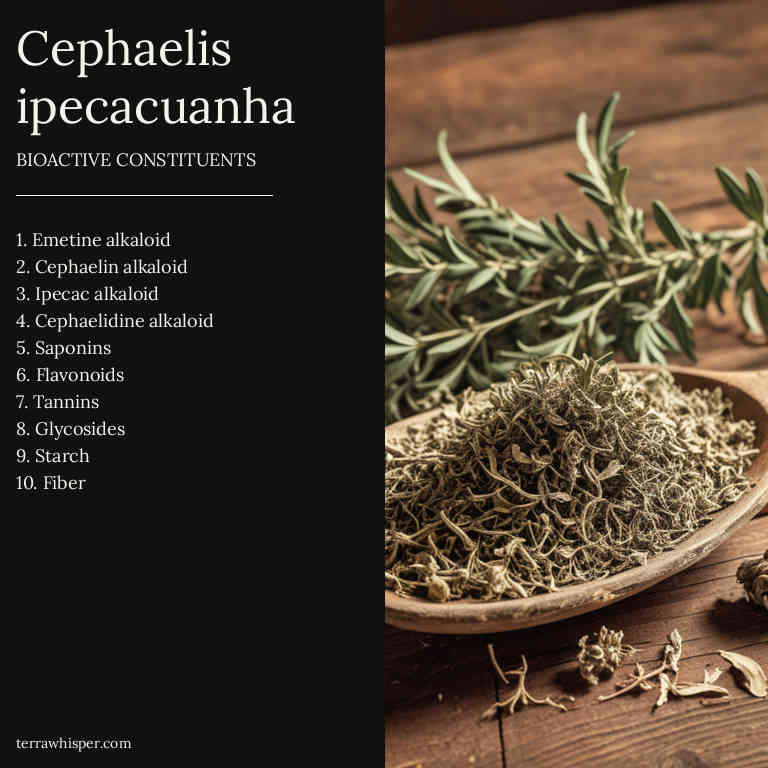 Cephaelis
ipecacuanha
BIOACTIVE CONSTITUENTS
1. Emetine alkaloid
2. Cephaelin alkaloid
3. Ipecac alkaloid
4. Cephaelidine alkaloid
5. Saponins
6. Flavonoids
7. Tannins
8. Glycosides
9. Starch
10. Fiber
terrawhisper.com